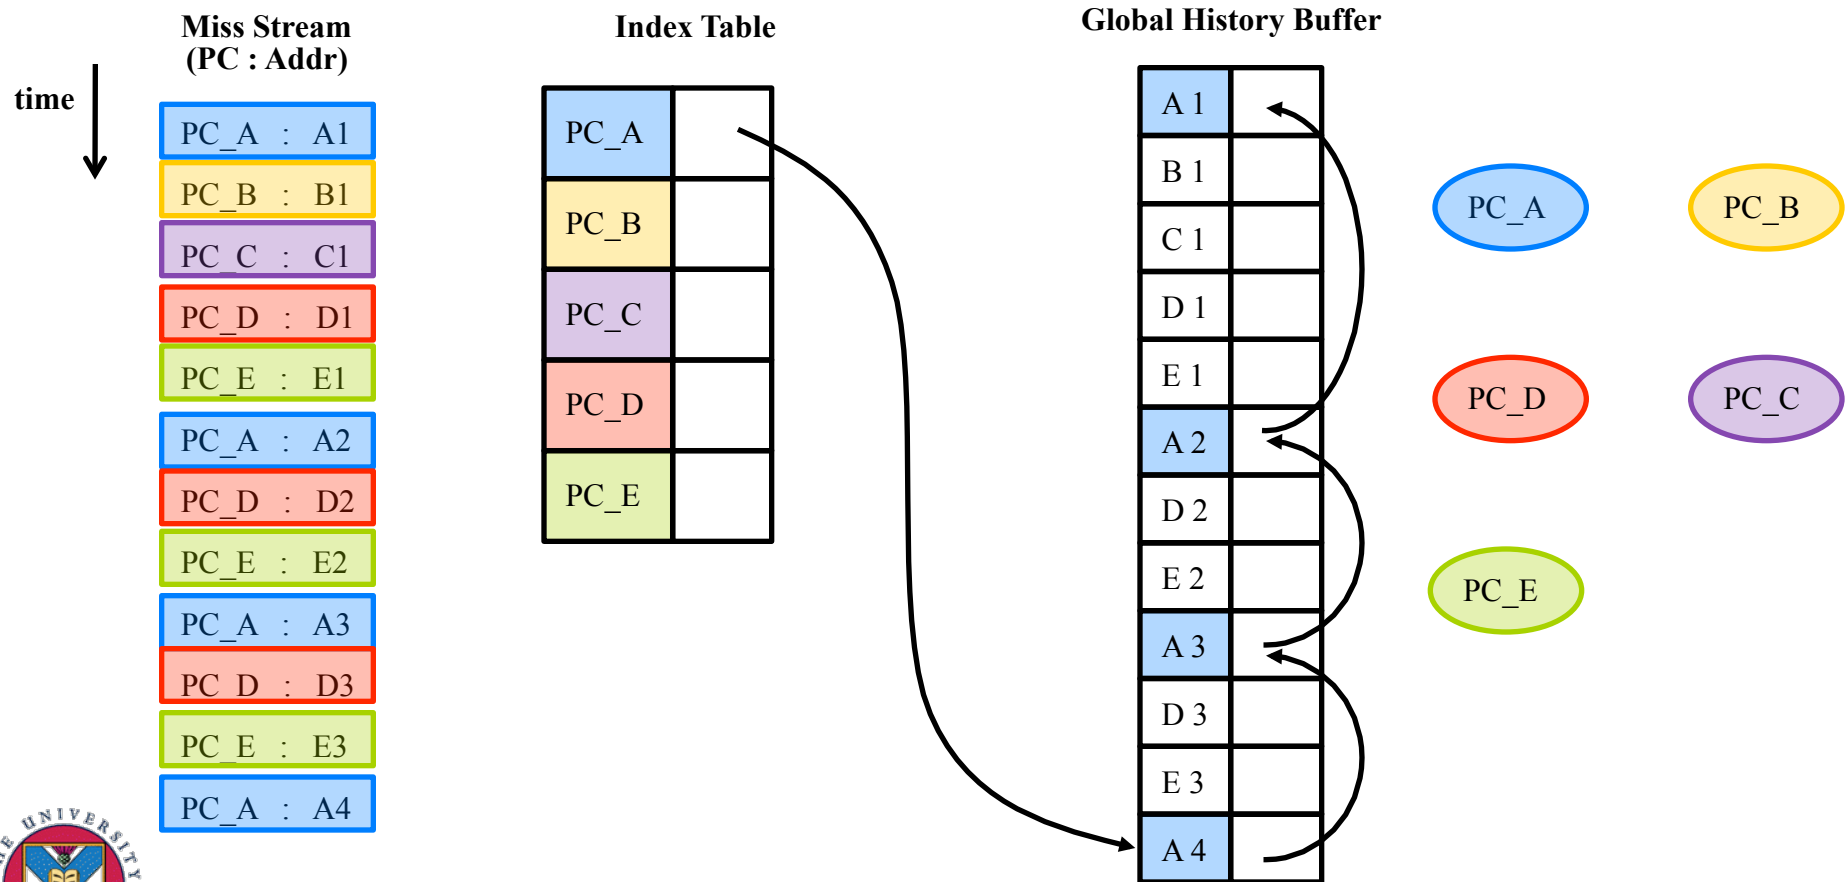 Miss Stream
(PC : Addr)
Index Table
Global History Buffer
time
PC_A : A1
PC_B : B1
PC_C : C1
PC_D : D1
PC_E : E1
PC_A : A2
PC_D : D2
PC_E : E2
PC_A : A3
PC_D : D3
PC_E : E3
PC_A : A4
PC_A
PC_B
PC_C
PC_D
PC_E
A 1
B 1
C 1
D 1
E 1
A 2
D 2
E 2
A 3
D 3
E 3
A 4
PC_A
PC_B
PC_D
PC_C
PC_E
UNIVERSITY